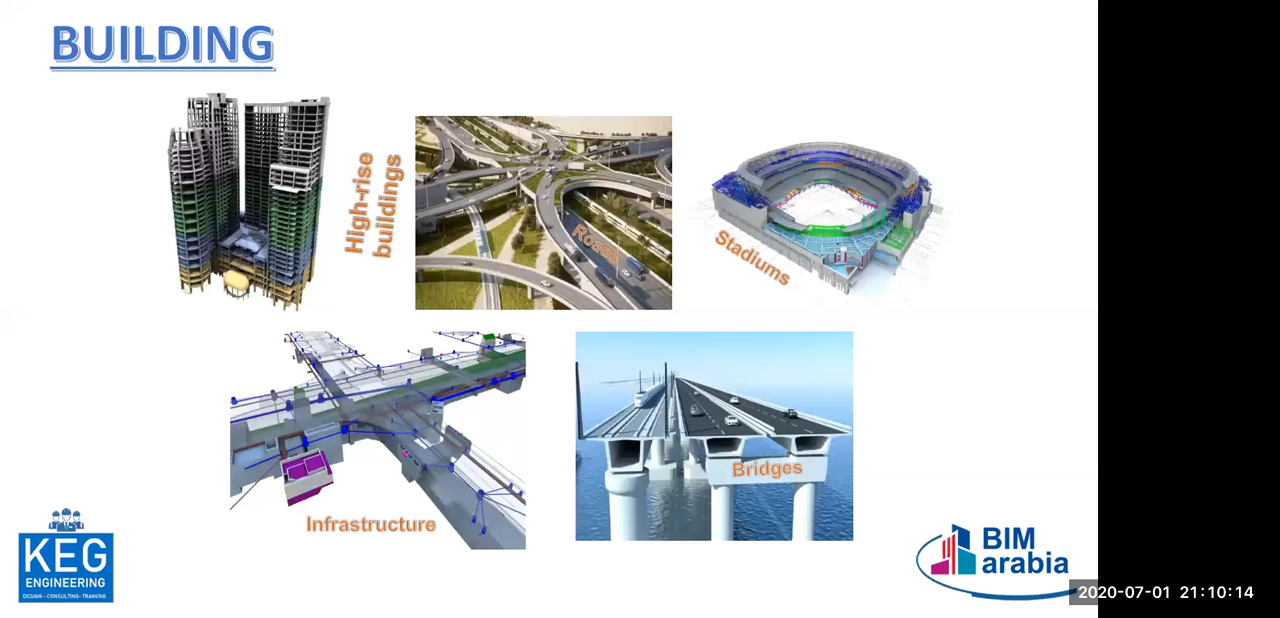 BUILDING
High-rise
buildings
Roads
Stadiums
Infrastructure
Bridges
KEG
ENGINEERING
DESIGN - CONSULTING - TRAINING
BIM
arabia
2020-07-01 21:10:14